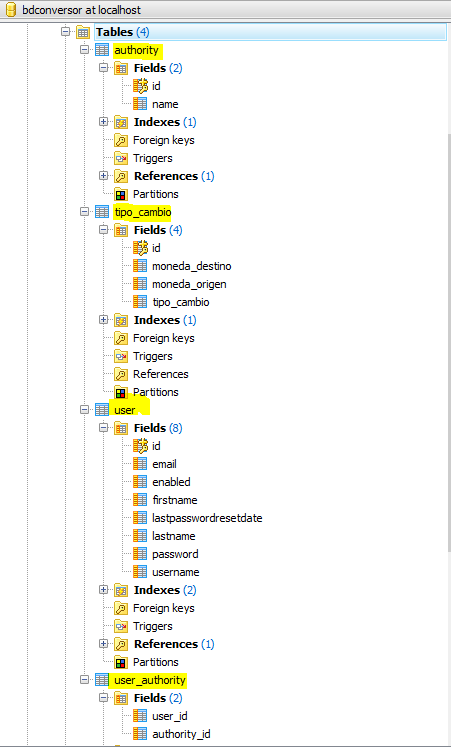 bdconversor at localhost
Tables (4)
authority
Fields (2)
id
name
Indexes (1)
Foreign keys
Triggers
References (1)
Partitions
tipo_cambio
Fields (4)
id
moneda_destino
moneda_origen
tipo_cambio
Indexes (1)
Foreign keys
Triggers
References
Partitions
user
Fields (8)
id
email
enabled
firstname
lastpasswordresetdate
lastname
password
username
Indexes (2)
Foreign keys
Triggers
References (1)
Partitions
user_authority
Fields (2)
user_id
authority_id